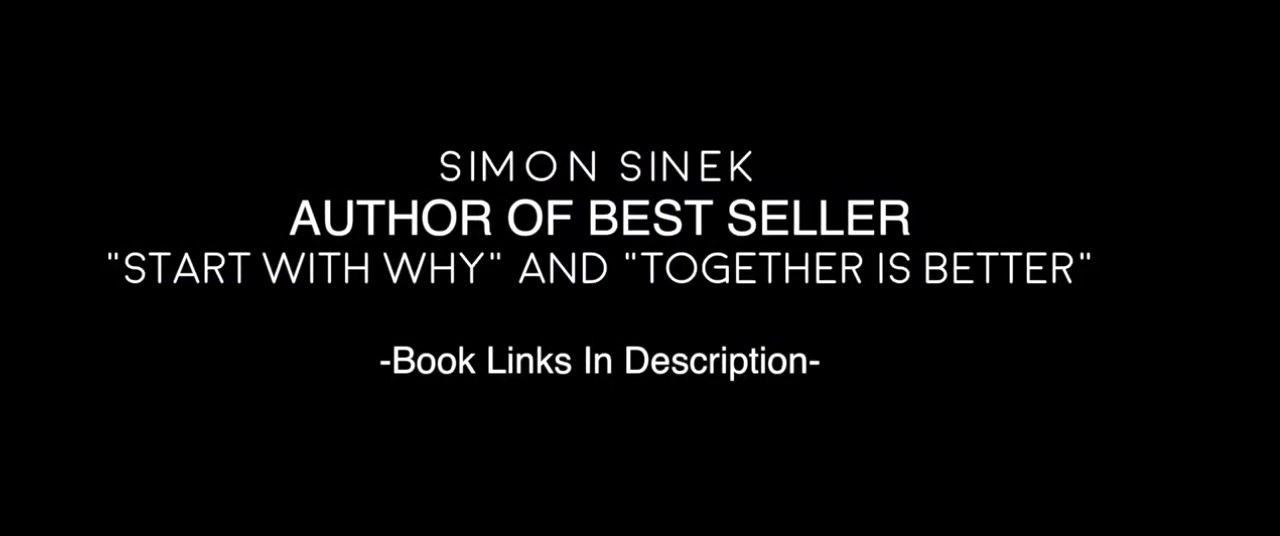 SIMON SINEK
AUTHOR OF BEST SELLER
"START WITH WHY" AND "TOGETHER IS BETTER"
-Book Links In Description-